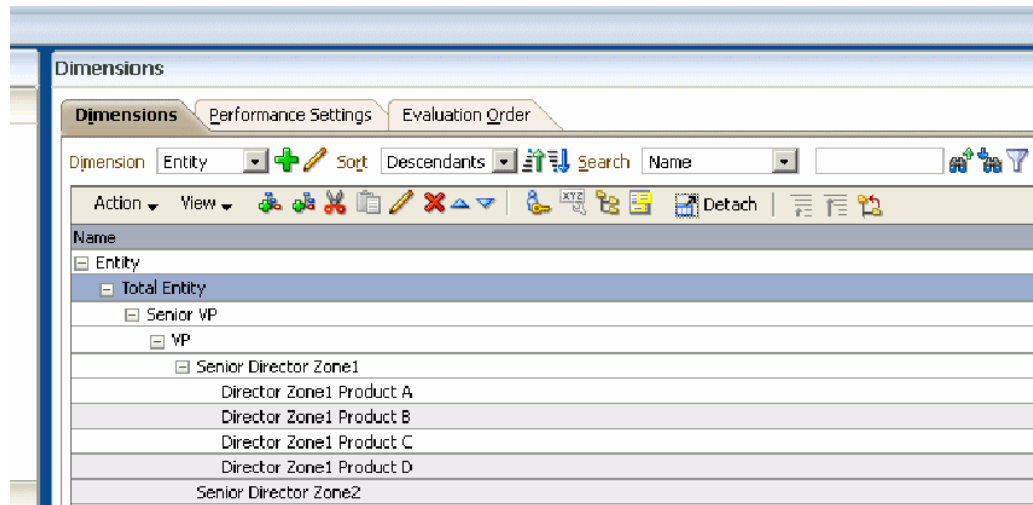 Dimensions
Dimensions Performance Settings Evaluation Order
Dimension Entity Sort Descendants Search Name
Action View XYZ Detach
Name
Entity
Total Entity
Senior VP
VP
Senior Director Zone1
Director Zone1 Product A
Director Zone1 Product B
Director Zone1 Product C
Director Zone1 Product D
Senior Director Zone2